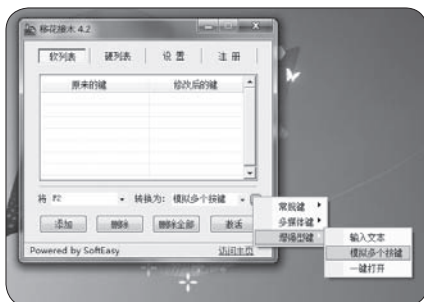 移花接木 4.2
软列表 硬列表 设置 注册
原来的键 修改后的键
将 F2 转换为: 模拟多个按键
添加 删除 删除全部 激活
Powered by SoftEasy 访问主页
常规键
多媒体键
增强型键
输入文本
模拟多个按键
一键打开